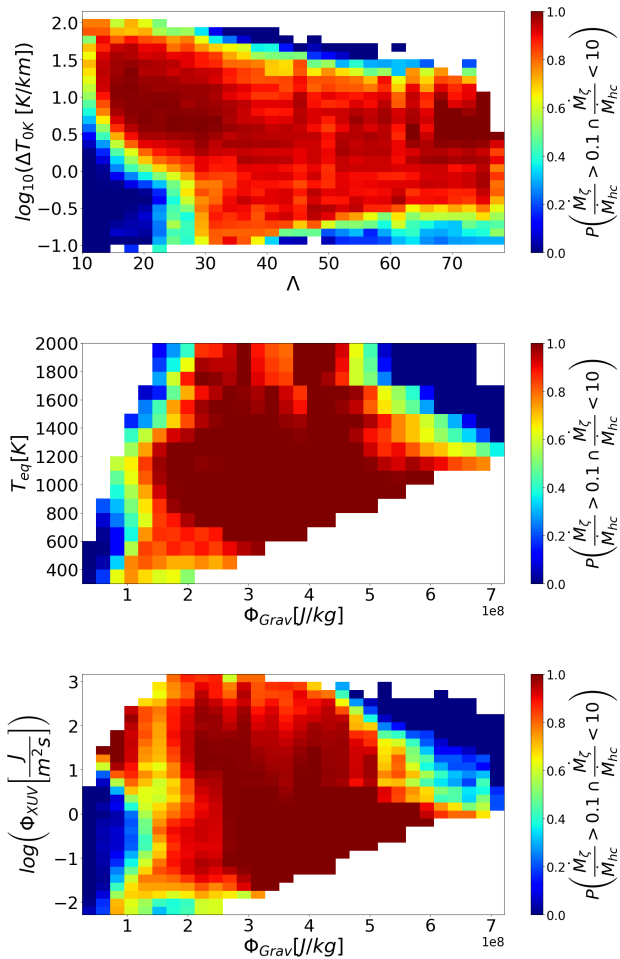 2.0
1.5
1.0
0.5
0.0
−0.5
−1.0
log₁₀(ΔT₀K [K/km])
10 20 30 40 50 60 70
Λ
1.0
0.8
0.6
0.4
0.2
0.0
P(Ṁζ/Ṁhc > 0.1 ∩ Ṁζ/Ṁhc < 10)
2000
1800
1600
1400
1200
1000
800
600
400
Teq[K]
1 2 3 4 5 6 7
1e8
ΦGrav[J/kg]
1.0
0.8
0.6
0.4
0.2
0.0
P(Ṁζ/Ṁhc > 0.1 ∩ Ṁζ/Ṁhc < 10)
3
2
1
0
−1
−2
log(ΦXUV[J/m²s])
1 2 3 4 5 6 7
1e8
ΦGrav[J/kg]
1.0
0.8
0.6
0.4
0.2
0.0
P(Ṁζ/Ṁhc > 0.1 ∩ Ṁζ/Ṁhc < 10)